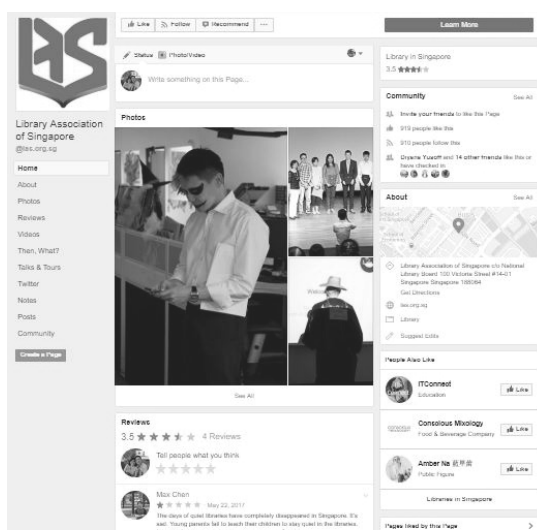 LAS
Like
Follow
Recommend
...
Learn More
Library Association
of Singapore
@las.org.sg
Home
About
Photos
Reviews
Videos
Then, What?
Talks & Tours
Twitter
Notes
Posts
Community
Create a Page
Status
Photo/Video
Write something on this Page...
Photos
See All
Reviews
3.5
4 Reviews
Tell people what you think
Max Chen
May 22, 2017
The days of quiet libraries have completely disappeared in Singapore. It's
sad. Young parents fail to teach their children to stay quiet in the libraries.
Library in Singapore
3.5
Community
See All
Invite your friends to like this Page
919 people like this
910 people follow this
and 14 other friends like this or
have checked in
About
See All
Library Association of Singapore c/o National
Library Board 100 Victoria Street #14-01
Singapore Singapore 188064
Get Directions
las.org.sg
Library
Suggest Edits
People Also Like
ITConnect
Education
Like
Conscious Mixology
Food & Beverage Company
Like
Amber Na
Public Figure
Like
Libraries in Singapore
Pages liked by this Page